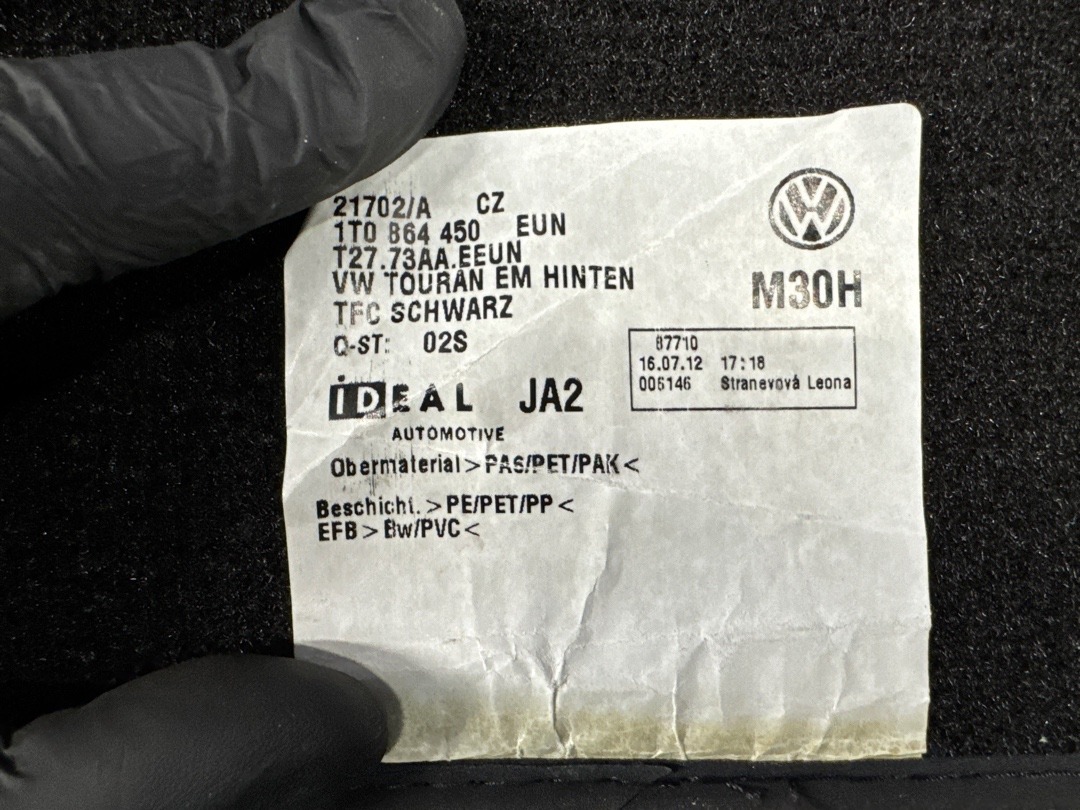 21702/A CZ
1T0 864 450 EUN
T27.73AA.EEUN
VW TOURAN EM HINTEN
TFC SCHWARZ
Q-ST: 02S
iDEAL JA2
AUTOMOTIVE
Obermaterial>PA6/PET/PAK<
Beschicht.>PE/PET/PP<
EFB>Bw/PVC<
VW
M30H
87710
16.07.12 17:18
006146 Stranevová Leona